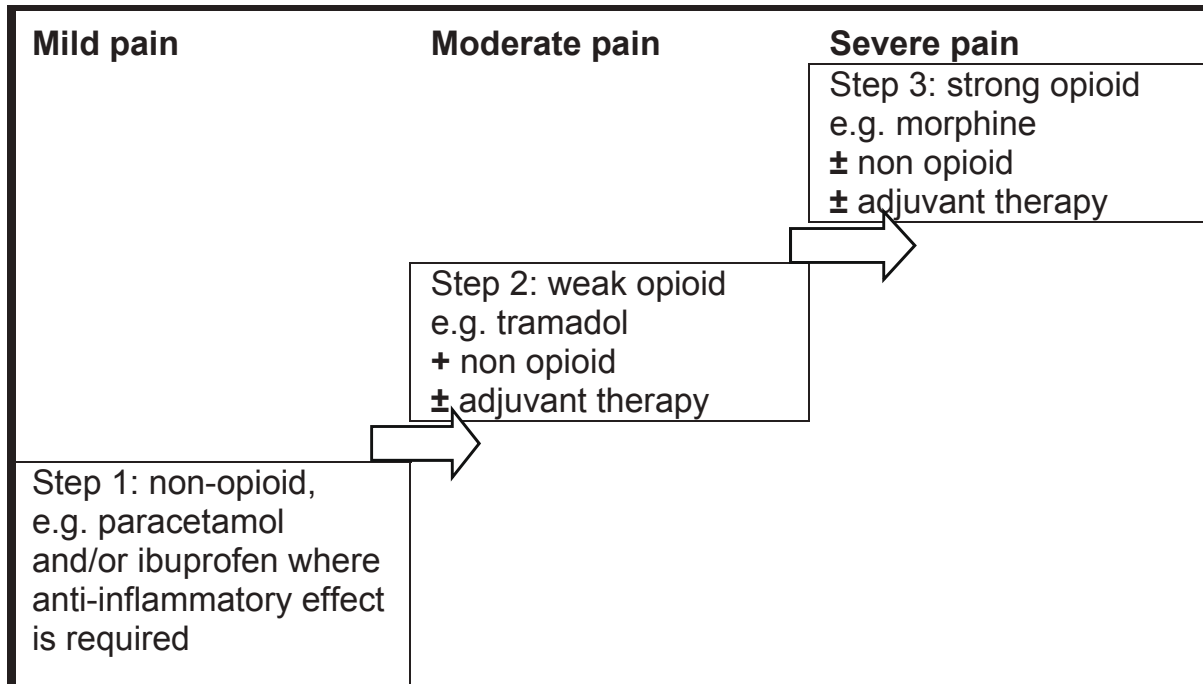 Mild pain
Moderate pain
Severe pain
Step 3: strong opioid
e.g. morphine
± non opioid
± adjuvant therapy
Step 2: weak opioid
e.g. tramadol
+ non opioid
± adjuvant therapy
Step 1: non-opioid,
e.g. paracetamol
and/or ibuprofen where
anti-inflammatory effect
is required